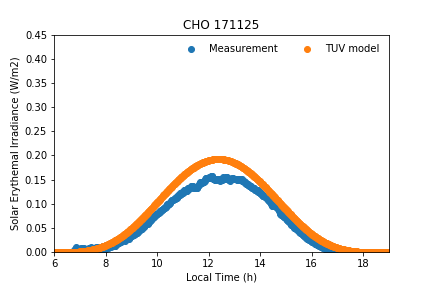 CHO 171125
Measurement
TUV model
Solar Erythemal Irradiance (W/m2)
0.45
0.40
0.35
0.30
0.25
0.20
0.15
0.10
0.05
0.00
6 8 10 12 14 16 18
Local Time (h)